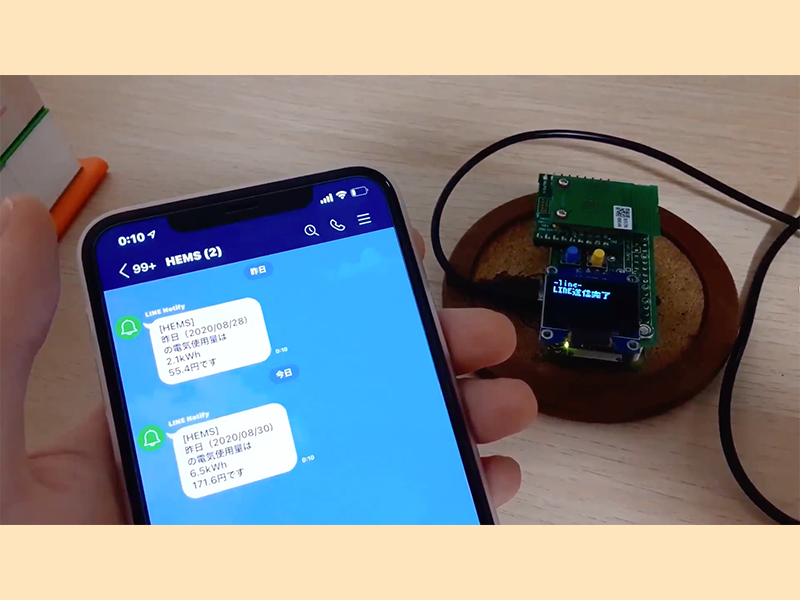 0:10
99+
HEMS (2)
昨日
LINE Notify
[HEMS]
昨日（2020/08/28）
の電気使用量は
2.1kWh
55.4円です
0:10
今日
LINE Notify
[HEMS]
昨日（2020/08/30）
の電気使用量は
6.5kWh
171.6円です
0:10
-line-
LINE送信完了